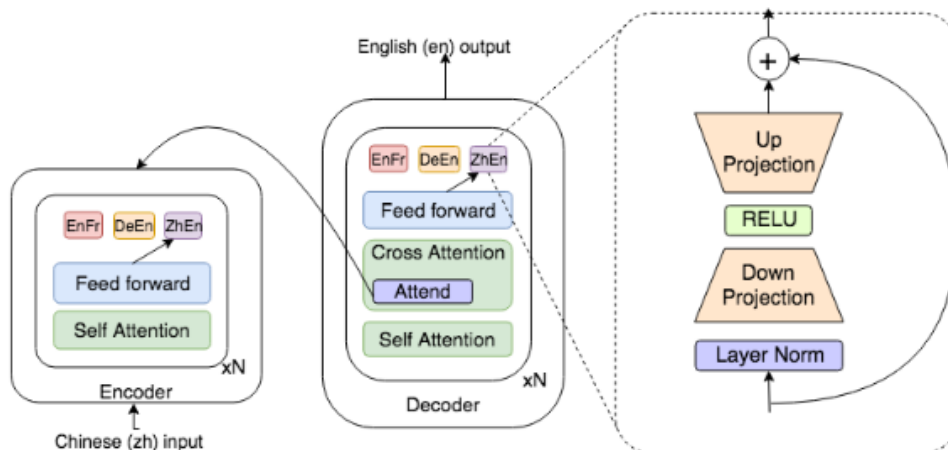 English (en) output
EnFr DeEn ZhEn
Feed forward
Cross Attention
Attend
Self Attention
xN
Decoder
EnFr DeEn ZhEn
Feed forward
Self Attention
xN
Encoder
Chinese (zh) input
+
Up
Projection
RELU
Down
Projection
Layer Norm